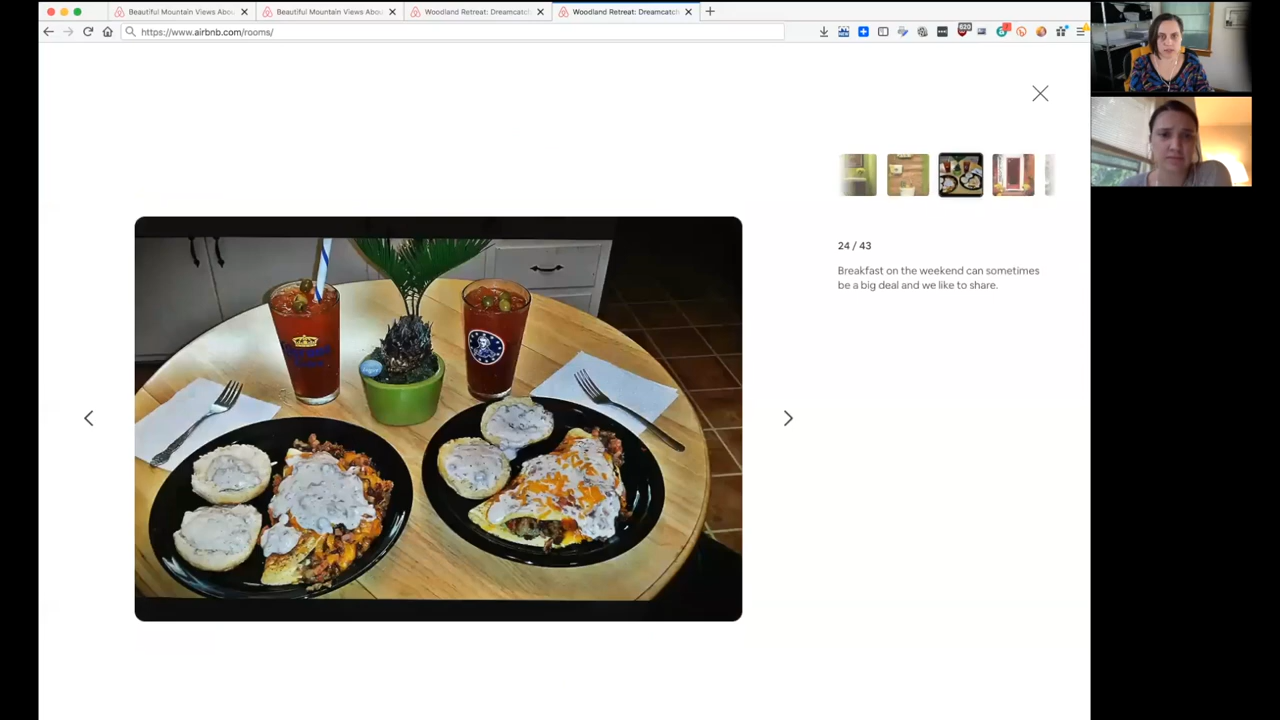 Beautiful Mountain Views Abo
Beautiful Mountain Views Abo
Woodland Retreat: Dreamcatch
Woodland Retreat: Dreamcatch
https://www.airbnb.com/rooms/
24 / 43
Breakfast on the weekend can sometimes
be a big deal and we like to share.